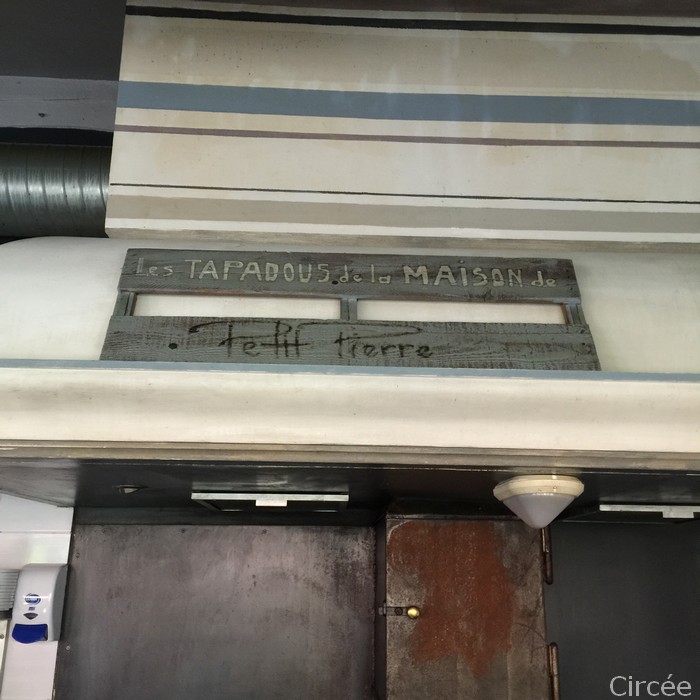 Les TAPADOUS de la MAISON de
Petit Pierre
Circée